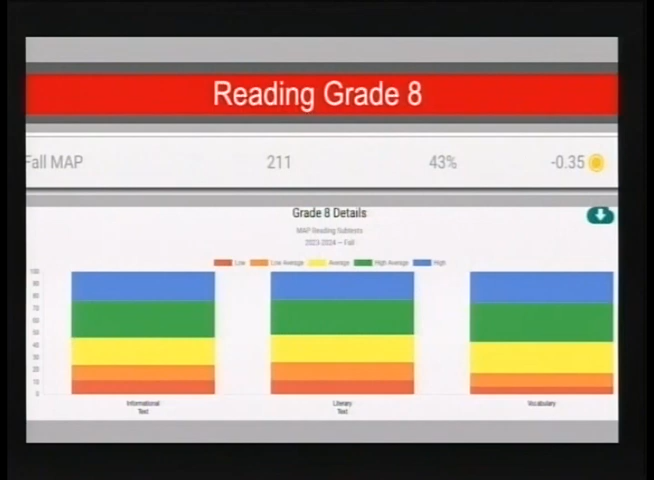 Reading Grade 8
Fall MAP 211 43% -0.35
Grade 8 Details
MAP Reading Subtests
2023-2024 — Fall
Low Low Average Average High Average High
100
90
80
70
60
50
40
30
20
10
0
Informational Text
Literary Text
Vocabulary